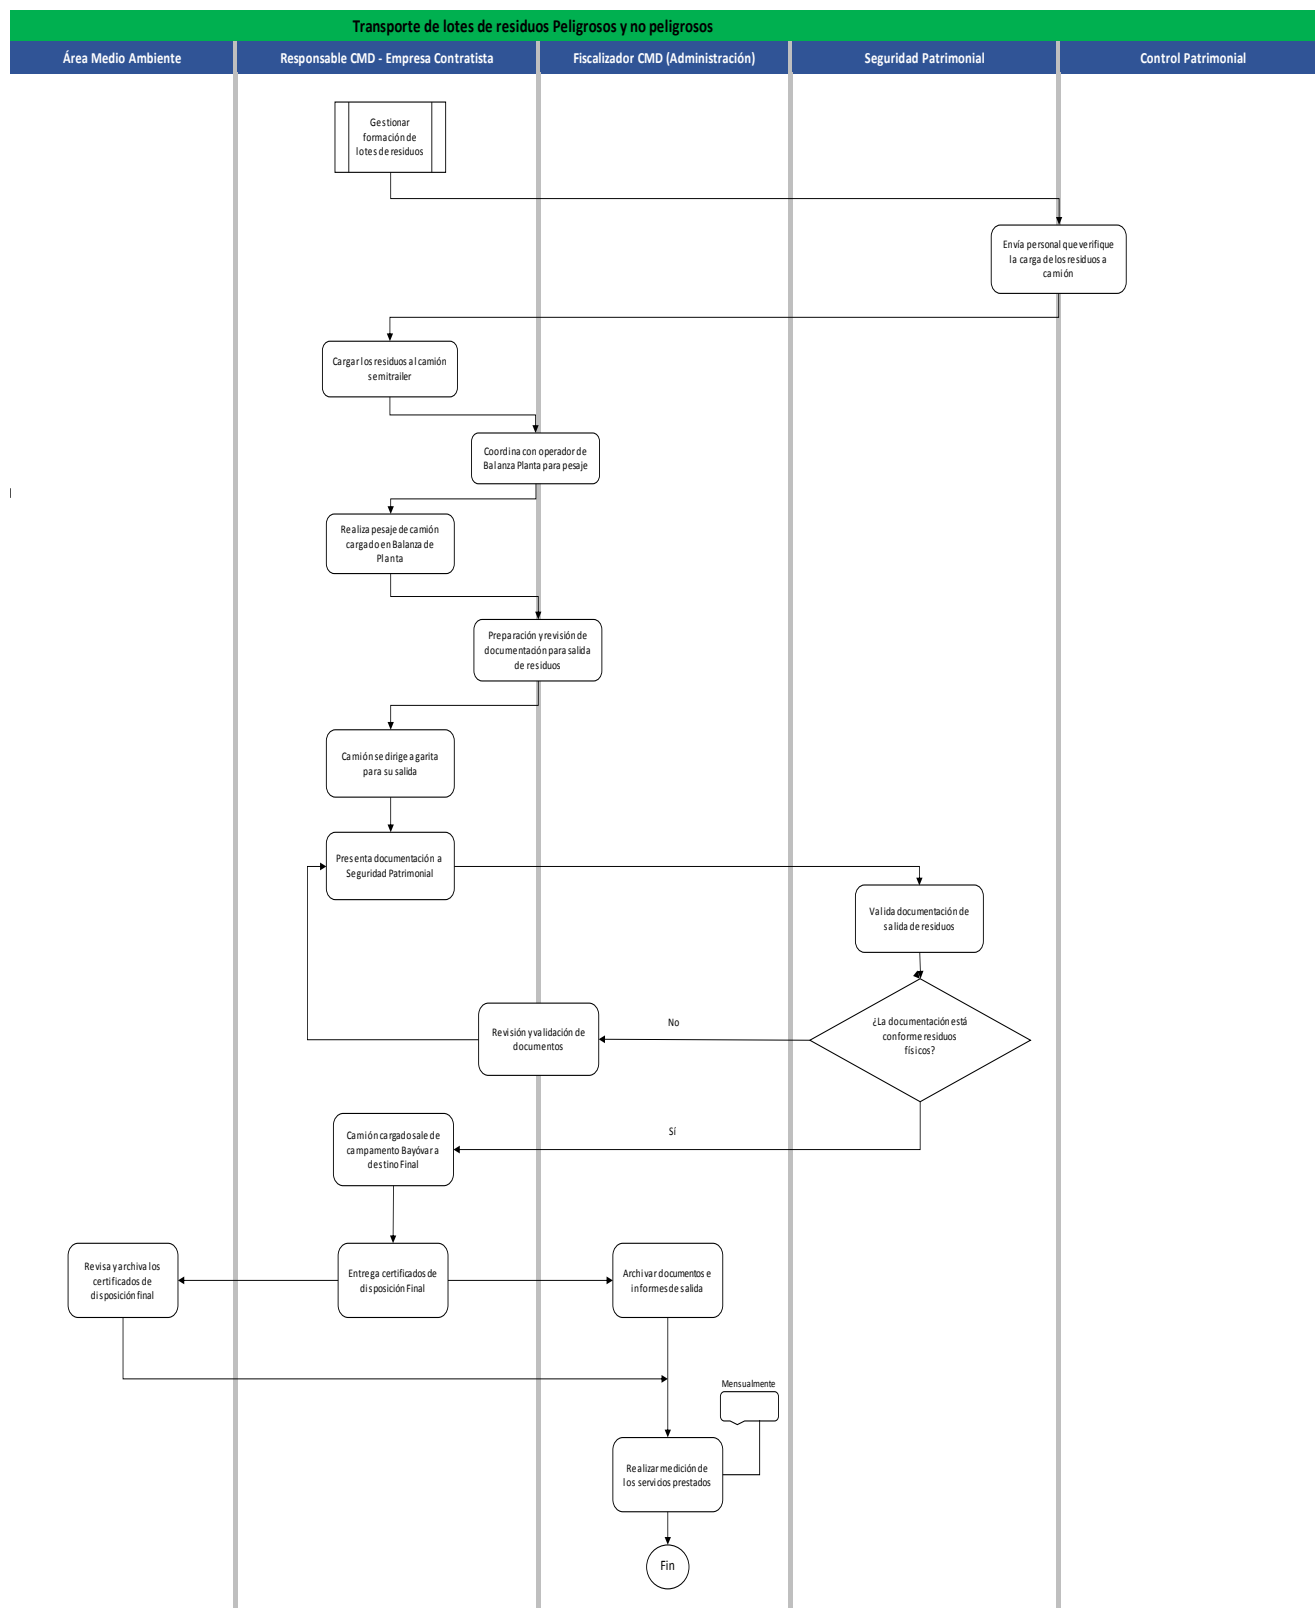 Transporte de lotes de residuos Peligrosos y no peligrosos
Área Medio Ambiente
Responsable CMD - Empresa Contratista
Fiscalizador CMD (Administración)
Seguridad Patrimonial
Control Patrimonial
Gestionar
formación de
lotes de residuos
Envía personal que verifique
la carga de los residuos a
camión
Cargar los residuos al camión
semitrailer
Coordina con operador de
Balanza Planta para pesaje
Realiza pesaje de camión
cargado en Balanza de
Planta
Preparación y revisión de
documentación para salida
de residuos
Camión se dirige a garita
para su salida
Presenta documentación a
Seguridad Patrimonial
Valida documentación de
salida de residuos
¿La documentación está
conforme residuos
físicos?
No
Revisión y validación de
documentos
Sí
Camión cargado sale de
campamento Bayóvar a
destino Final
Revisa y archiva los
certificados de
disposición final
Entrega certificados de
disposición Final
Archivar documentos e
informes de salida
Mensualmente
Realizar medición de
los servicios prestados
Fin